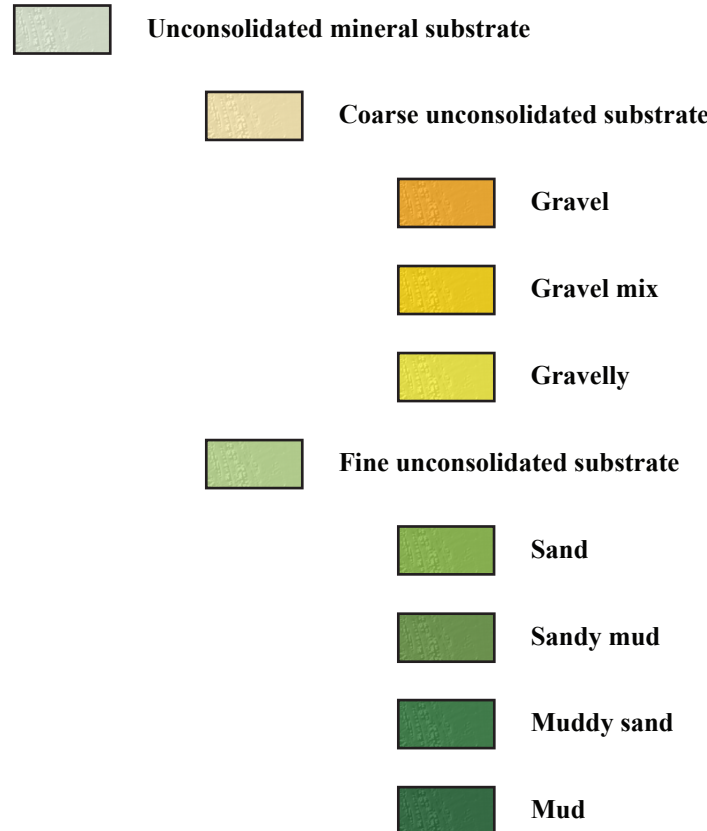 Unconsolidated mineral substrate
Coarse unconsolidated substrate
Gravel
Gravel mix
Gravelly
Fine unconsolidated substrate
Sand
Sandy mud
Muddy sand
Mud